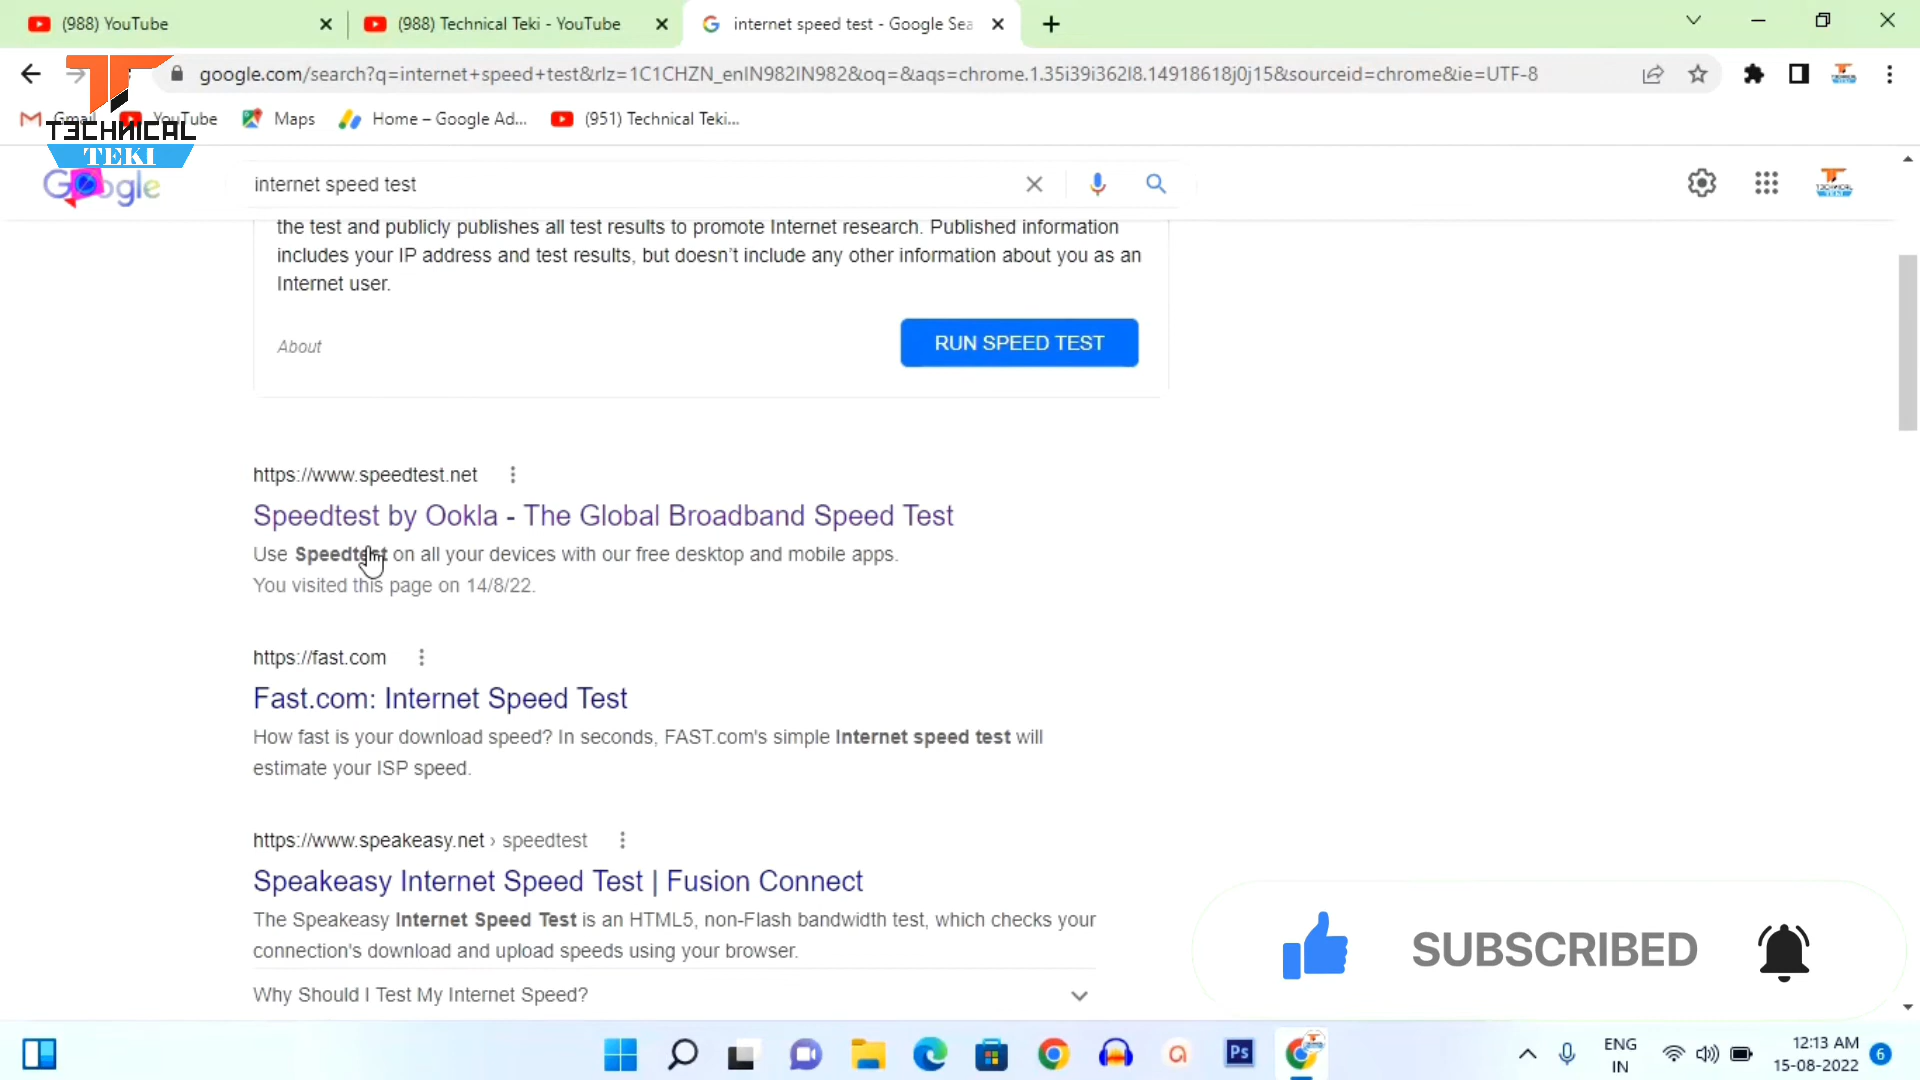 (988) YouTube
(988) Technical Teki - YouTube
internet speed test - Google Sea
google.com/search?q=internet+speed+test&rlz=1C1CHZN_enIN982IN982&oq=&aqs=chrome.1.35i39i362l8.14918618j0j15&sourceid=chrome&ie=UTF-8
Gmail
YouTube
Maps
Home – Google Ad...
(951) Technical Teki...
T3CHNICAL
TEKI
Google
internet speed test
the test and publicly publishes all test results to promote Internet research. Published information
includes your IP address and test results, but doesn’t include any other information about you as an
Internet user.
About
RUN SPEED TEST
https://www.speedtest.net
Speedtest by Ookla - The Global Broadband Speed Test
Use Speedtest on all your devices with our free desktop and mobile apps.
You visited this page on 14/8/22.
https://fast.com
Fast.com: Internet Speed Test
How fast is your download speed? In seconds, FAST.com's simple Internet speed test will
estimate your ISP speed.
https://www.speakeasy.net › speedtest
Speakeasy Internet Speed Test | Fusion Connect
The Speakeasy Internet Speed Test is an HTML5, non-Flash bandwidth test, which checks your
connection's download and upload speeds using your browser.
Why Should I Test My Internet Speed?
SUBSCRIBED
Ps
ENG
IN
12:13 AM
15-08-2022
6